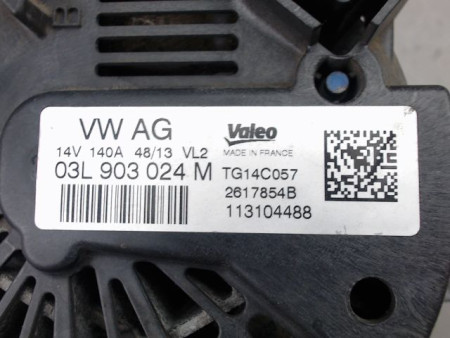 VW AG
14V 140A 48/13 VL2
03L 903 024 M
Valeo
MADE IN FRANCE
TG14C057
2617854B
113104488